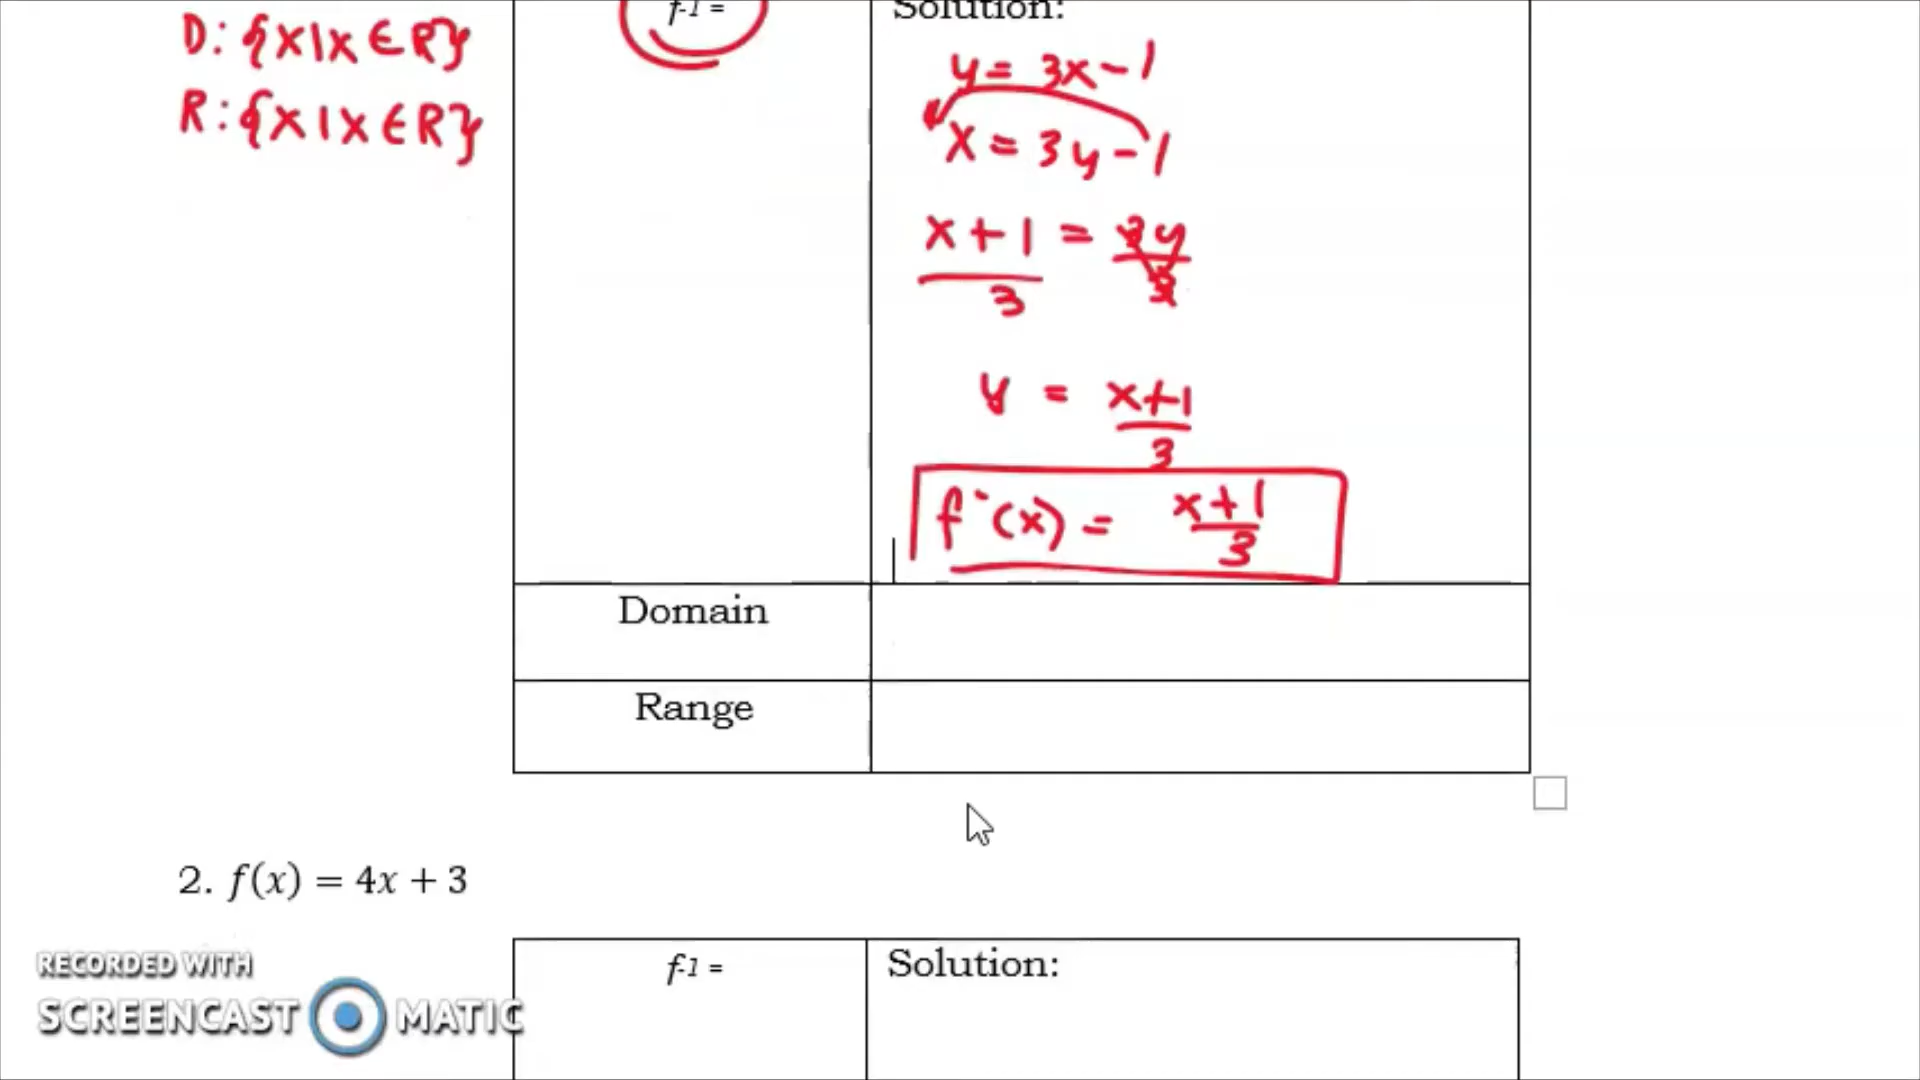 D: {x|x ∈ R}
R: {x|x ∈ R}
f-1 =
Solution:
y = 3x - 1
x = 3y - 1
x + 1 = 3y
3 3
y = x+1
3
f⁻(x) = x+1
3
Domain
Range
2. f(x) = 4x + 3
f-1 =
Solution:
RECORDED WITH
SCREENCAST MATIC